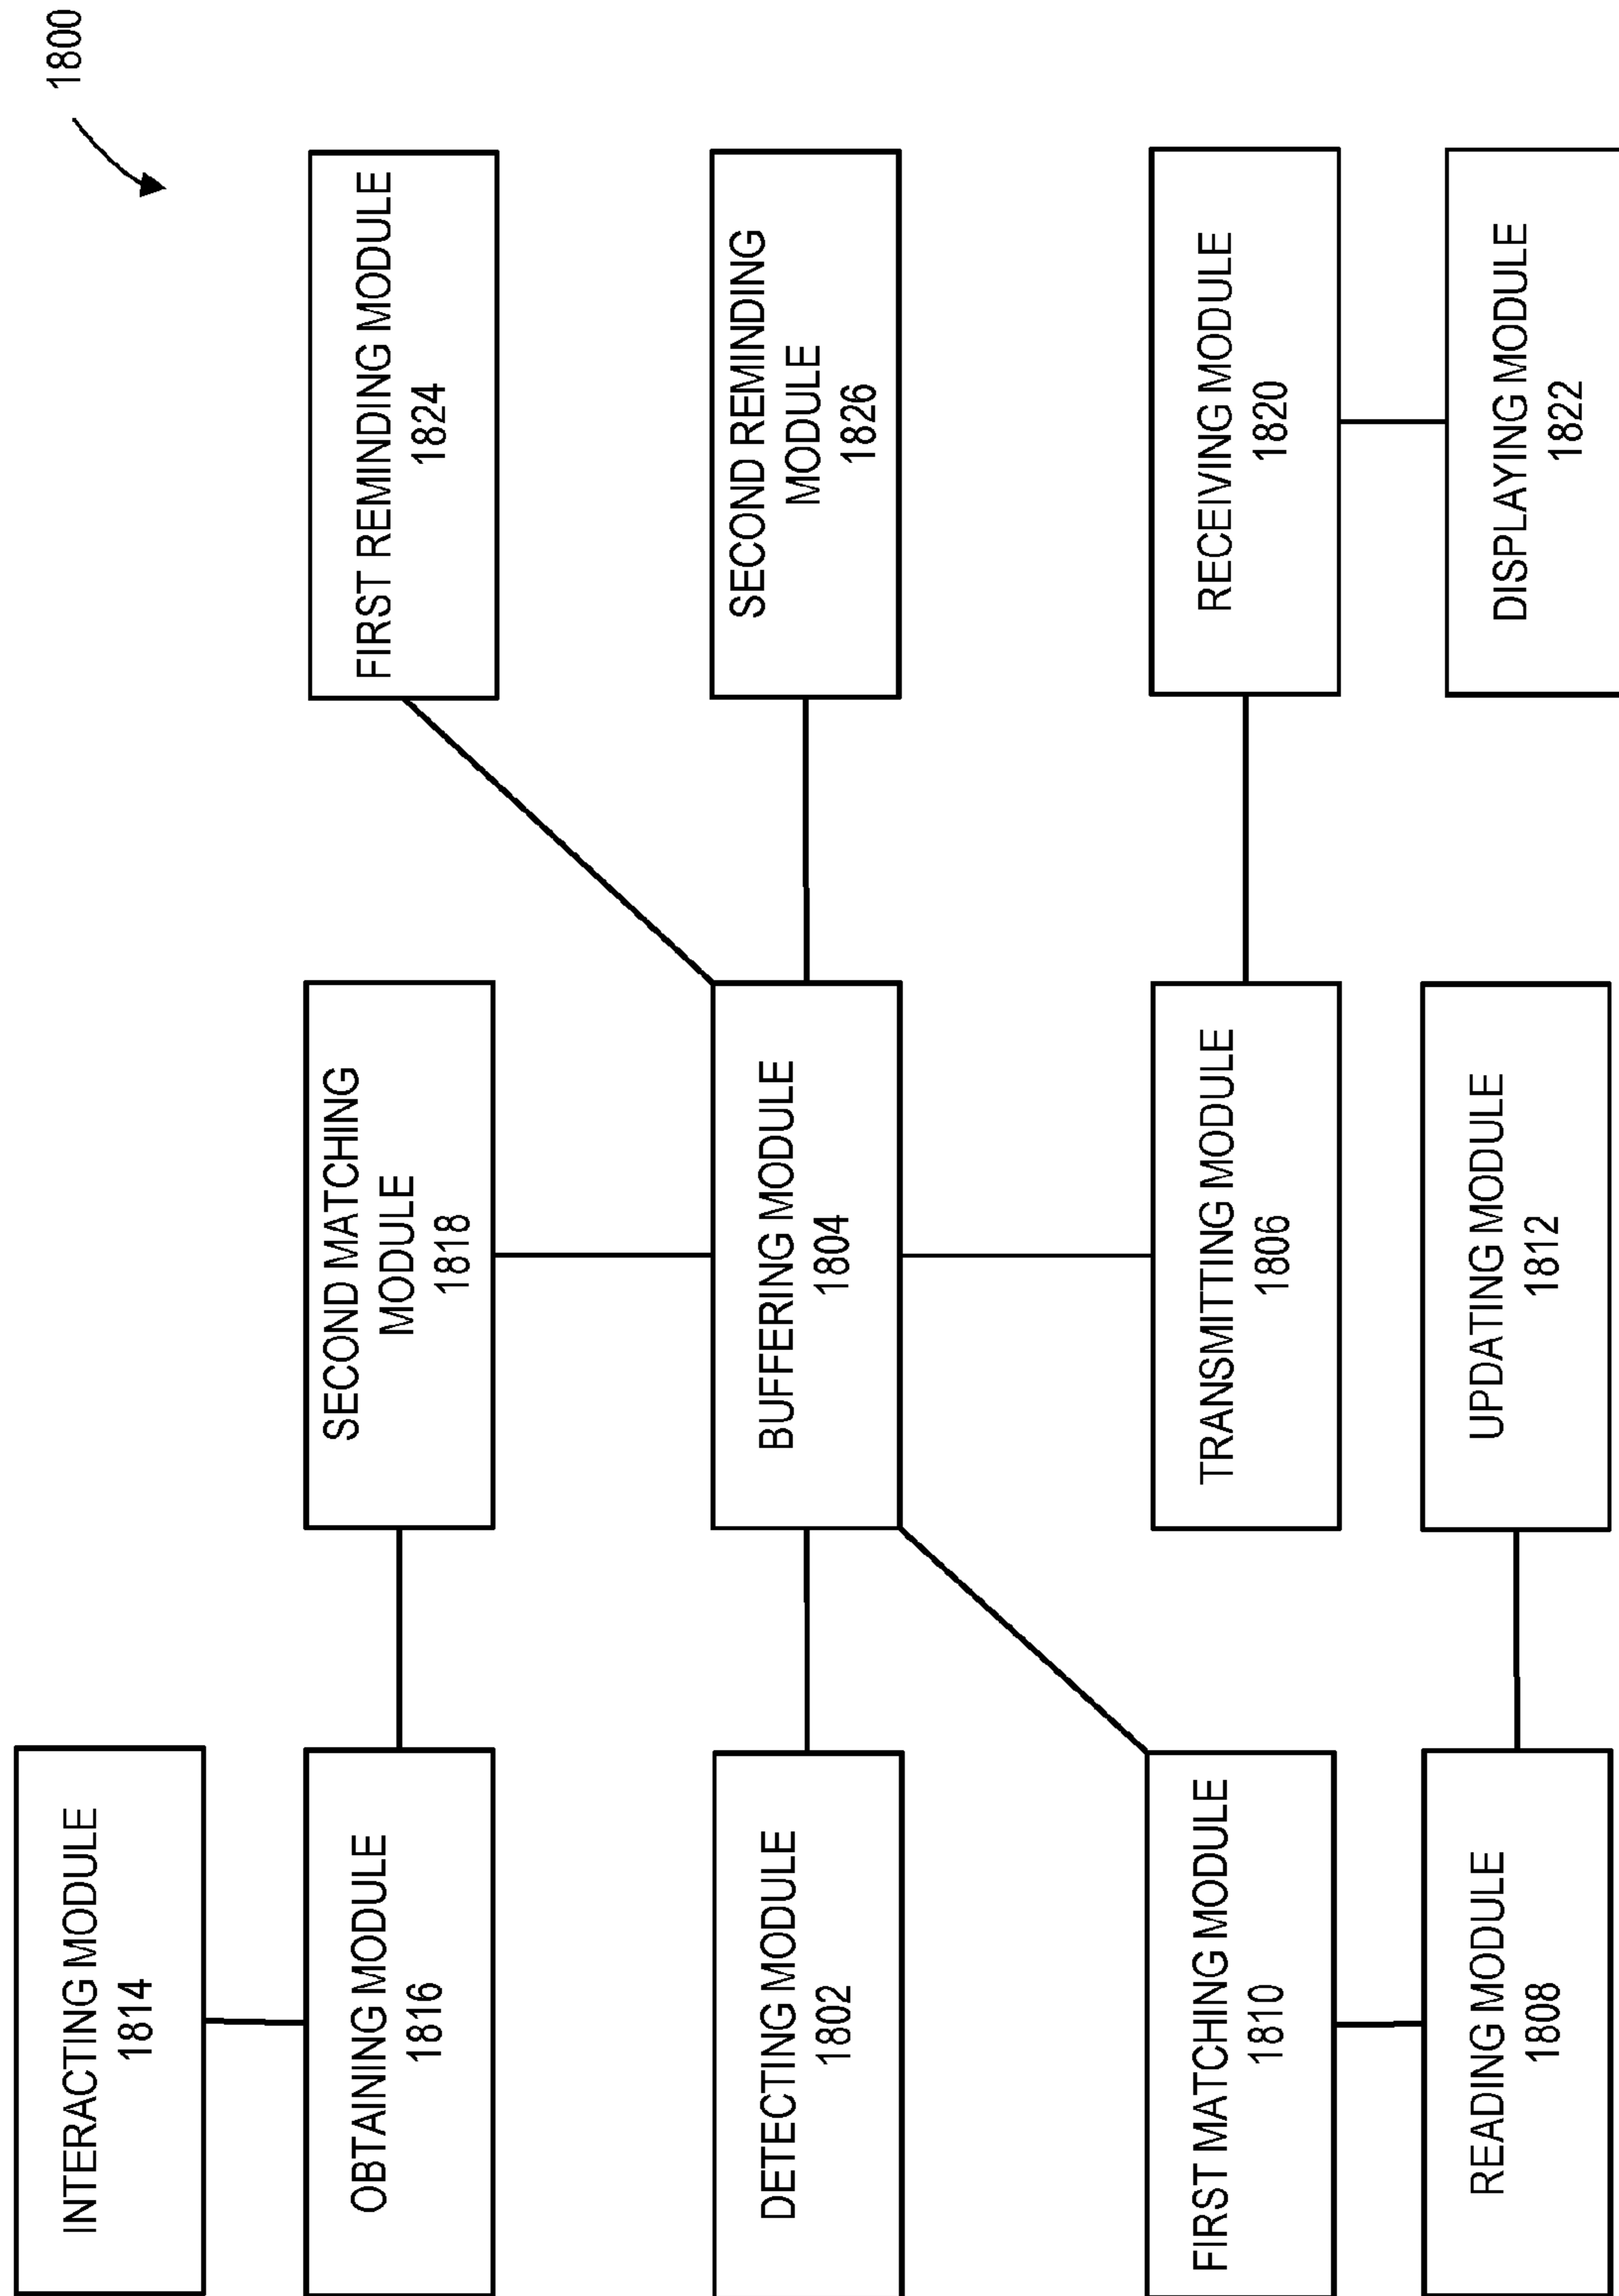 1800
INTERACTING MODULE
1814
OBTAINING MODULE
1816
SECOND MATCHING
MODULE
1818
FIRST REMINDING MODULE
1824
DETECTING MODULE
1802
BUFFERING MODULE
1804
SECOND REMINDING
MODULE
1826
FIRST MATCHING MODULE
1810
TRANSMITTING MODULE
1806
RECEIVING MODULE
1820
READING MODULE
1808
UPDATING MODULE
1812
DISPLAYING MODULE
1822